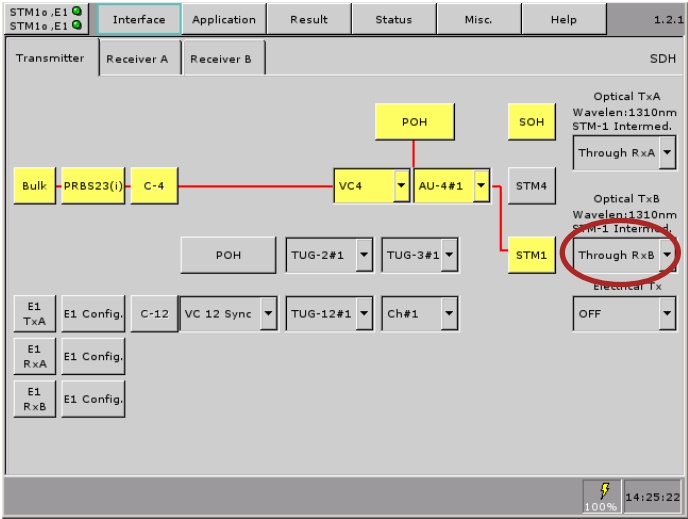 STM1o ,E1
STM1o ,E1
Interface
Application
Result
Status
Misc.
Help
1.2.1
Transmitter
Receiver A
Receiver B
SDH
Optical TxA
Wavelen:1310nm
STM-1 Intermed.
Through RxA
POH
SOH
Bulk
PRBS23(i)
C-4
VC4
AU-4#1
STM4
Optical TxB
Wavelen:1310nm
STM-1 Intermed.
Through RxB
POH
TUG-2#1
TUG-3#1
STM1
Electrical Tx
OFF
E1
TxA
E1 Config.
C-12
VC 12 Sync
TUG-12#1
Ch#1
E1
RxA
E1 Config.
E1
RxB
E1 Config.
100%
14:25:22